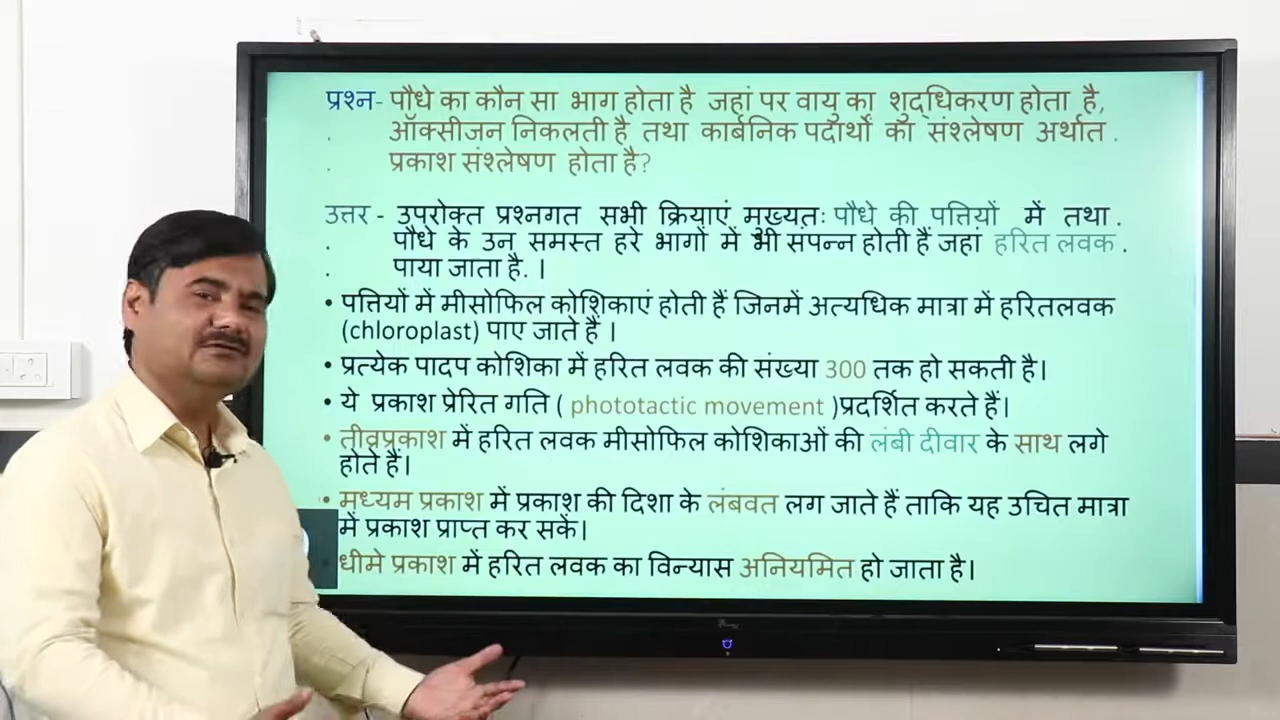 प्रश्न- पौधे का कौन सा भाग होता है जहां पर वायु का शुद्धिकरण होता है,
. ऑक्सीजन निकलती है, तथा कार्बनिक पदार्थों का संश्लेषण अर्थात .
. प्रकाश संश्लेषण होता है?
उत्तर - उपरोक्त प्रश्नगत सभी क्रियाएं मुख्यतः पौधे की पत्तियों में तथा .
. पौधे के उन समस्त हरे भागों में भी संपन्न होती हैं जहां हरित लवक .
. पाया जाता है. ।
• पत्तियों में मीसोफिल कोशिकाएं होती हैं जिनमें अत्यधिक मात्रा में हरितलवक
(chloroplast) पाए जाते हैं ।
• प्रत्येक पादप कोशिका में हरित लवक की संख्या 300 तक हो सकती है।
• ये प्रकाश प्रेरित गति ( phototactic movement )प्रदर्शित करते हैं।
• तीव्रप्रकाश में हरित लवक मीसोफिल कोशिकाओं की लंबी दीवार के साथ लगे
होते हैं।
• मध्यम प्रकाश में प्रकाश की दिशा के लंबवत लग जाते हैं ताकि यह उचित मात्रा
में प्रकाश प्राप्त कर सकें।
• धीमे प्रकाश में हरित लवक का विन्यास अनियमित हो जाता है।